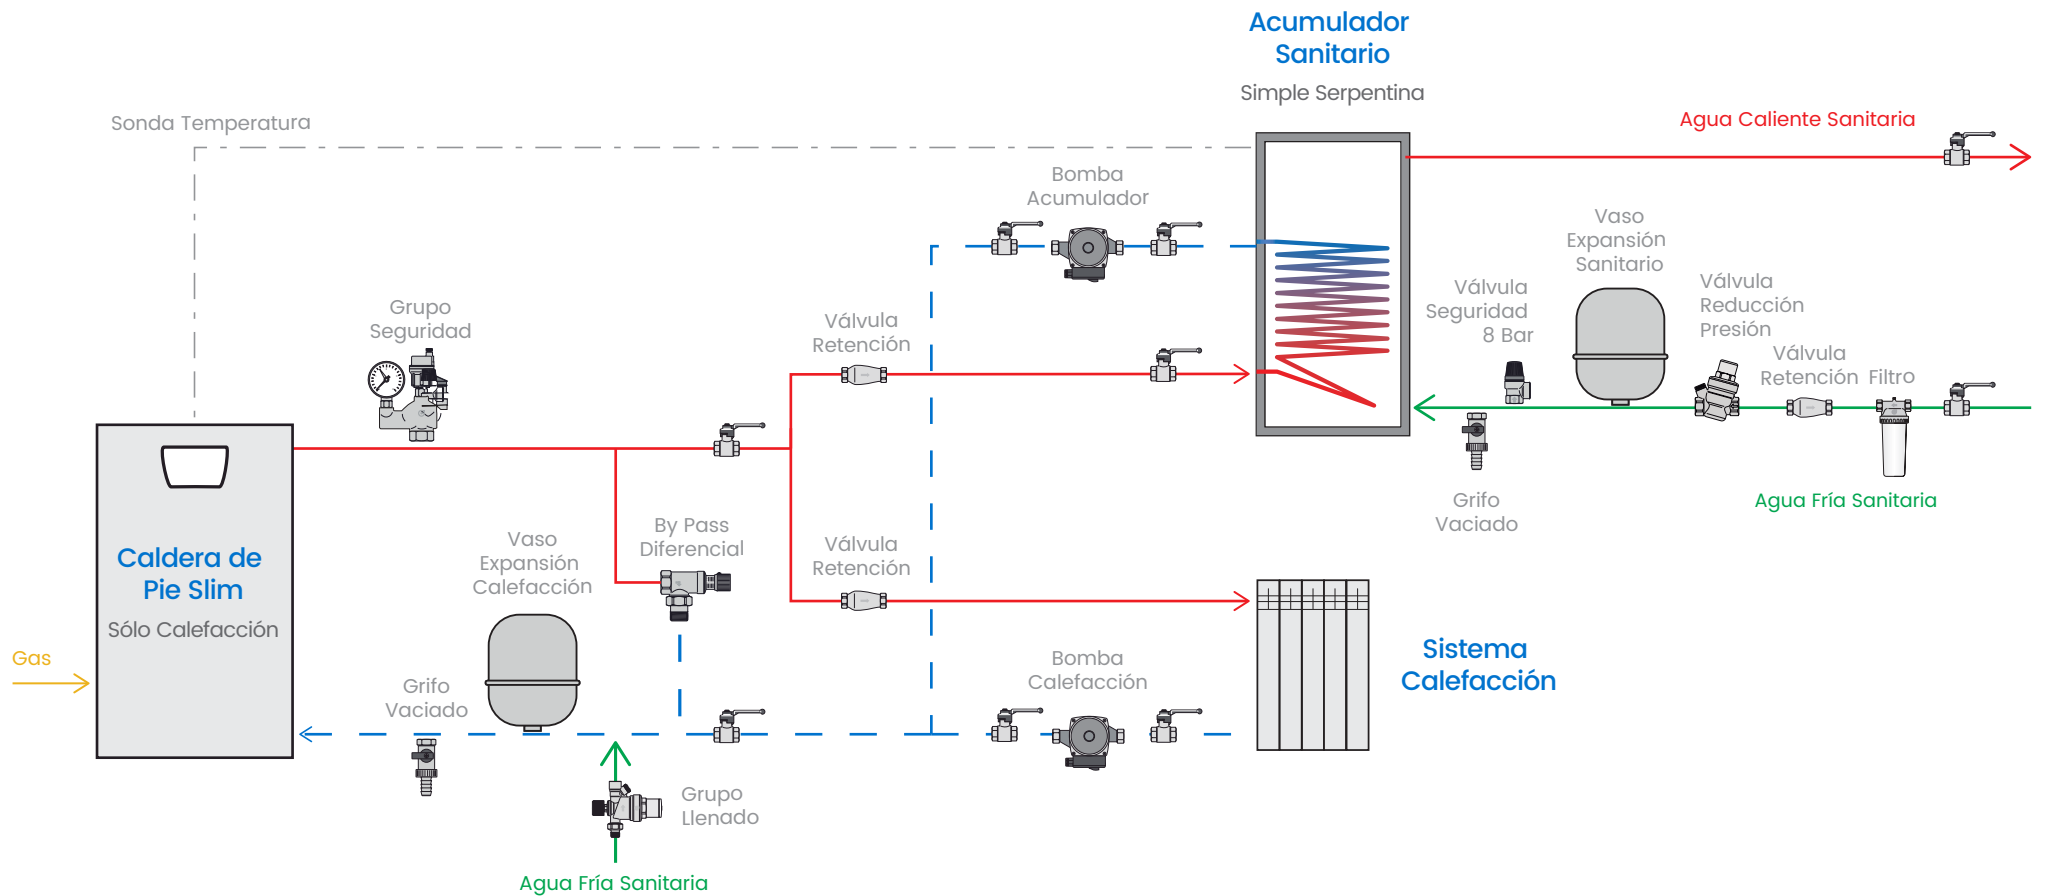 Acumulador
Sanitario
Simple Serpentina
Sonda Temperatura
Agua Caliente Sanitaria
Bomba
Acumulador
Vaso
Expansión
Sanitario
Válvula
Seguridad
8 Bar
Válvula
Reducción
Presión
Grupo
Seguridad
Válvula
Retención
Válvula
Retención
Filtro
Grifo
Vaciado
Agua Fría Sanitaria
By Pass
Diferencial
Vaso
Expansión
Calefacción
Válvula
Retención
Caldera de
Pie Slim
Sólo Calefacción
Gas
Grifo
Vaciado
Bomba
Calefacción
Sistema
Calefacción
Grupo
Llenado
Agua Fría Sanitaria